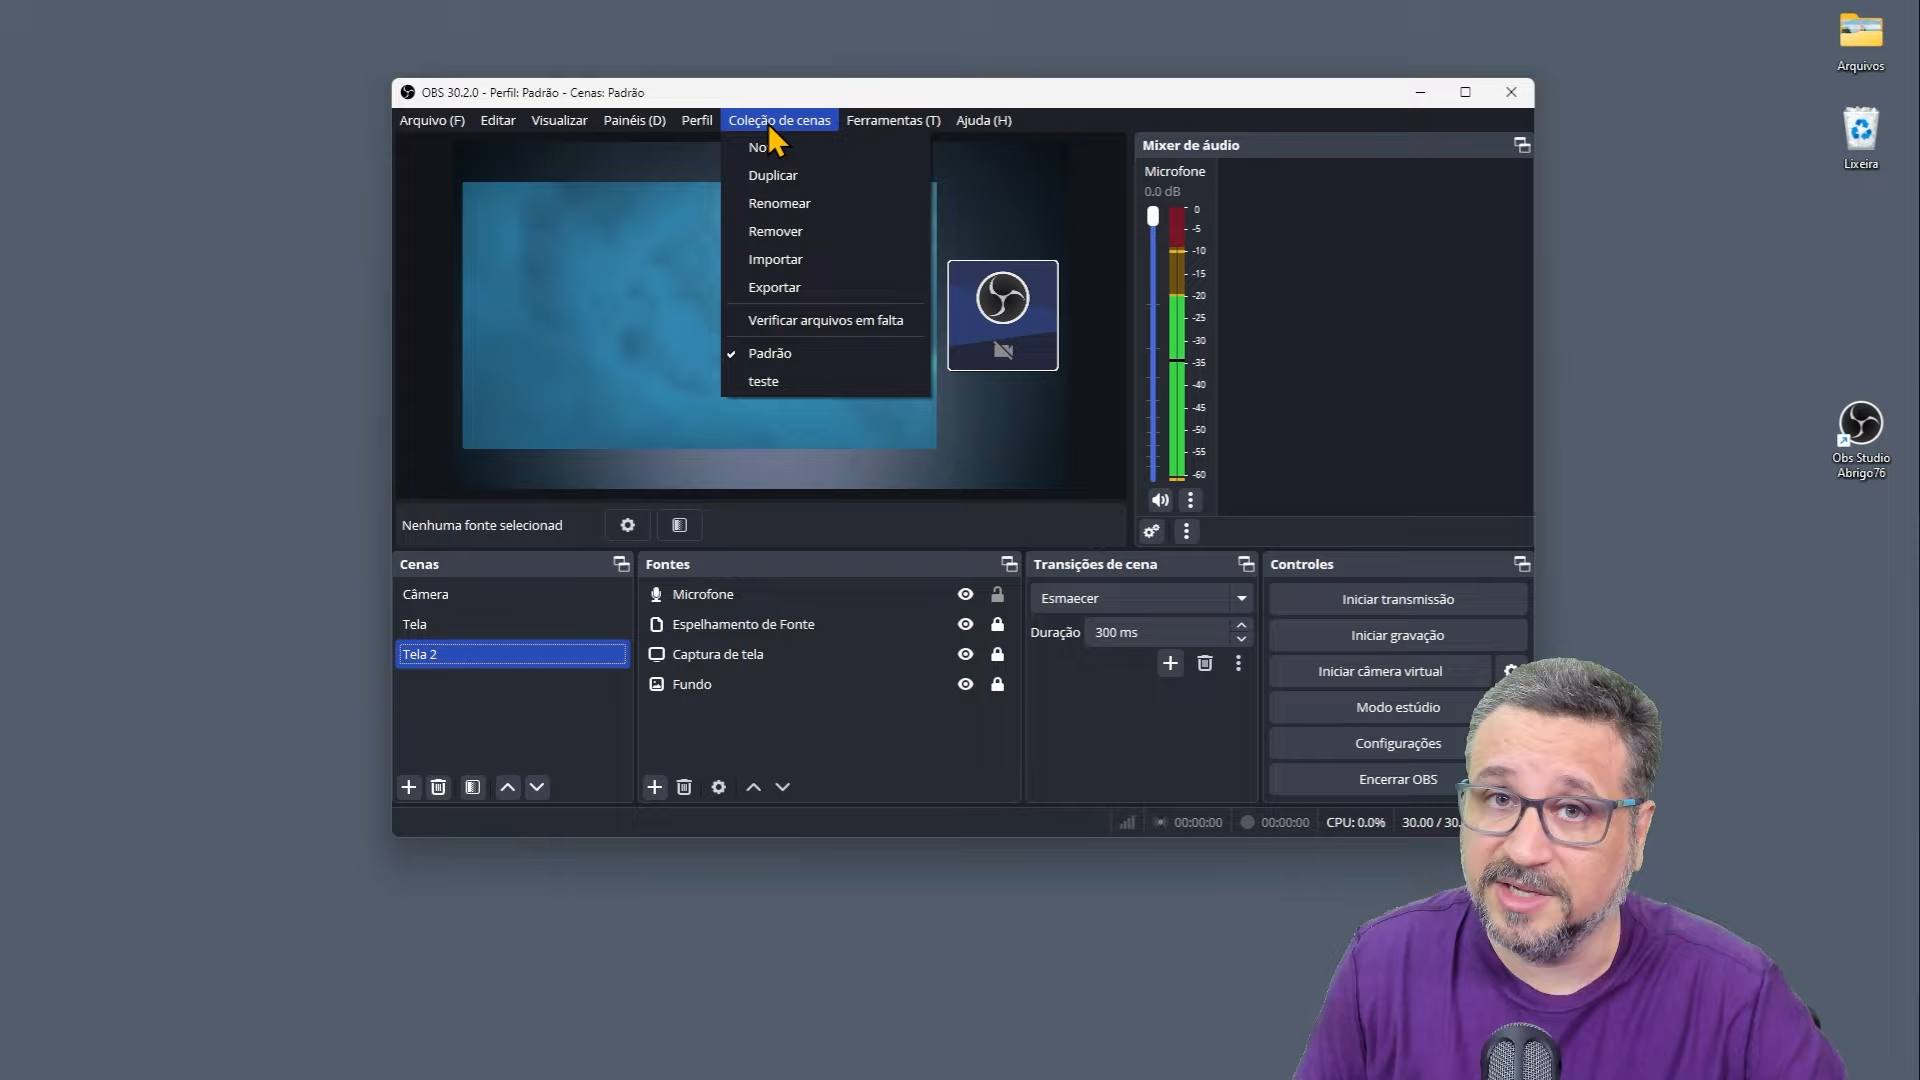 Arquivos
Lixeira
Obs Studio
Abrigo76
OBS 30.2.0 - Perfil: Padrão - Cenas: Padrão
Arquivo (F) Editar Visualizar Painéis (D) Perfil Coleção de cenas Ferramentas (T) Ajuda (H)
Duplicar
Renomear
Remover
Importar
Exportar
Verificar arquivos em falta
Padrão
teste
Mixer de áudio
Microfone
0.0 dB
0
-5
-10
-15
-20
-25
-30
-35
-40
-45
-50
-55
-60
Nenhuma fonte selecionad
Cenas
Câmera
Tela
Tela 2
Fontes
Microfone
Espelhamento de Fonte
Captura de tela
Fundo
Transições de cena
Esmaecer
Duração 300 ms
Controles
Iniciar transmissão
Iniciar gravação
Iniciar câmera virtual
Modo estúdio
Configurações
Encerrar OBS
00:00:00 00:00:00 CPU: 0.0% 30.00 / 30.